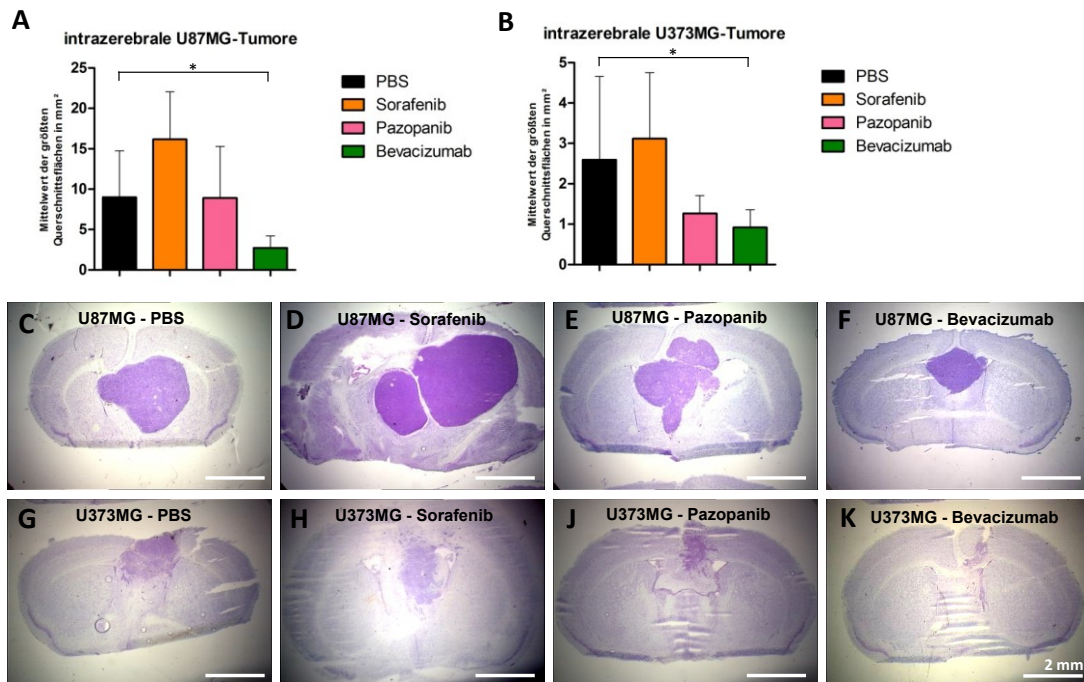 A
intrazerebrale U87MG-Tumore
Mittelwert der größten
Querschnittsflächen in mm²
25
20
15
10
5
0
*
PBS
Sorafenib
Pazopanib
Bevacizumab
B
intrazerebrale U373MG-Tumore
Mittelwert der größten
Querschnittsflächen in mm²
5
4
3
2
1
0
*
PBS
Sorafenib
Pazopanib
Bevacizumab
C U87MG - PBS
D U87MG - Sorafenib
E U87MG - Pazopanib
F U87MG - Bevacizumab
G U373MG - PBS
H U373MG - Sorafenib
J U373MG - Pazopanib
K U373MG - Bevacizumab
2 mm